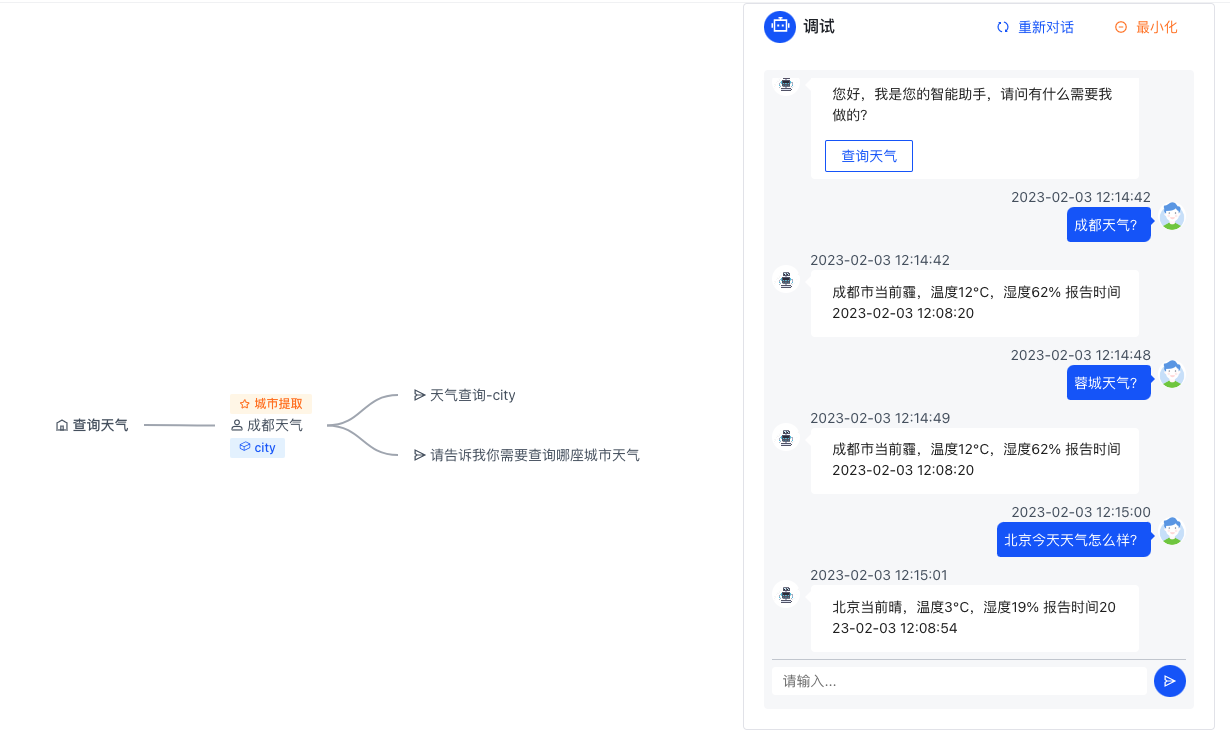 查询天气
城市提取
成都天气
city
天气查询-city
请告诉我你需要查询哪座城市天气
调试
重新对话
最小化
您好，我是您的智能助手，请问有什么需要我
做的？
查询天气
2023-02-03 12:14:42
成都天气?
2023-02-03 12:14:42
成都市当前霾，温度12°C，湿度62% 报告时间
2023-02-03 12:08:20
2023-02-03 12:14:48
蓉城天气?
2023-02-03 12:14:49
成都市当前霾，温度12°C，湿度62% 报告时间
2023-02-03 12:08:20
2023-02-03 12:15:00
北京今天天气怎么样?
2023-02-03 12:15:01
北京当前晴，温度3°C，湿度19% 报告时间20
23-02-03 12:08:54
请输入...